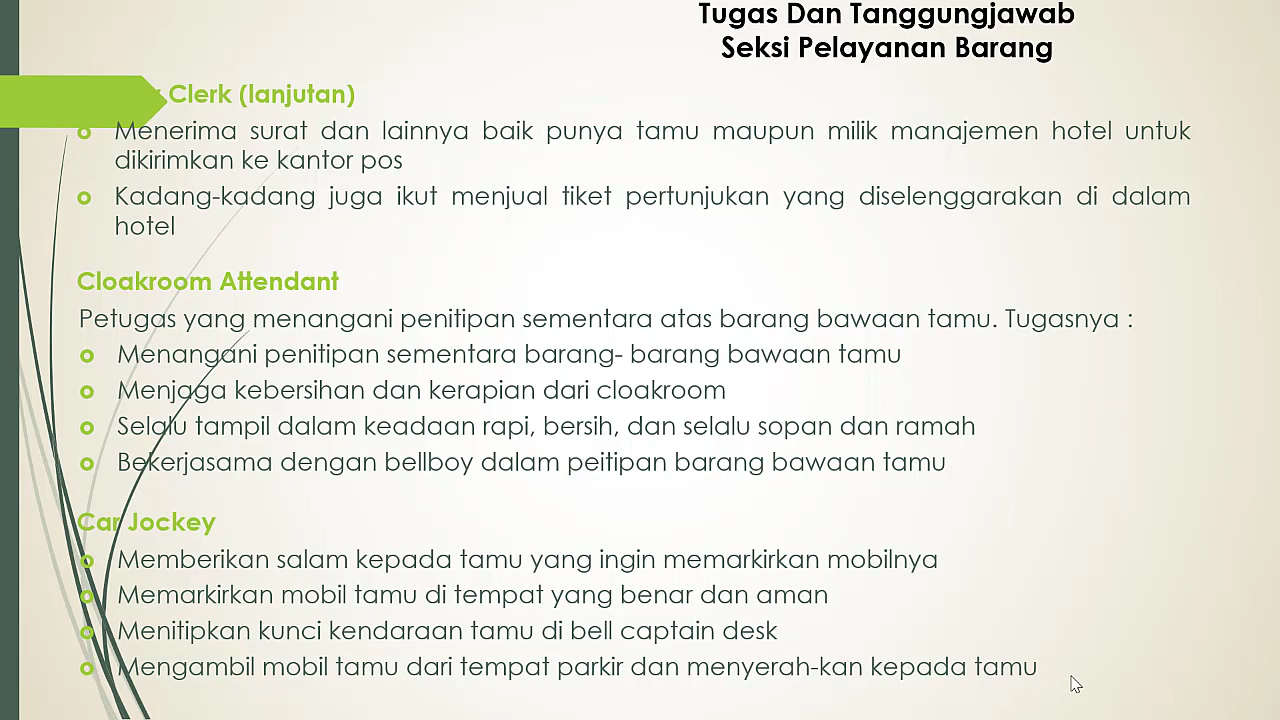 Tugas Dan Tanggungjawab
Seksi Pelayanan Barang
Clerk (lanjutan)
Menerima surat dan lainnya baik punya tamu maupun milik manajemen hotel untuk
dikirimkan ke kantor pos
Kadang-kadang juga ikut menjual tiket pertunjukan yang diselenggarakan di dalam
hotel
Cloakroom Attendant
Petugas yang menangani penitipan sementara atas barang bawaan tamu. Tugasnya :
Menangani penitipan sementara barang- barang bawaan tamu
Menjaga kebersihan dan kerapian dari cloakroom
Selalu tampil dalam keadaan rapi, bersih, dan selalu sopan dan ramah
Bekerjasama dengan bellboy dalam peitipan barang bawaan tamu
Car Jockey
Memberikan salam kepada tamu yang ingin memarkirkan mobilnya
Memarkirkan mobil tamu di tempat yang benar dan aman
Menitipkan kunci kendaraan tamu di bell captain desk
Mengambil mobil tamu dari tempat parkir dan menyerah-kan kepada tamu